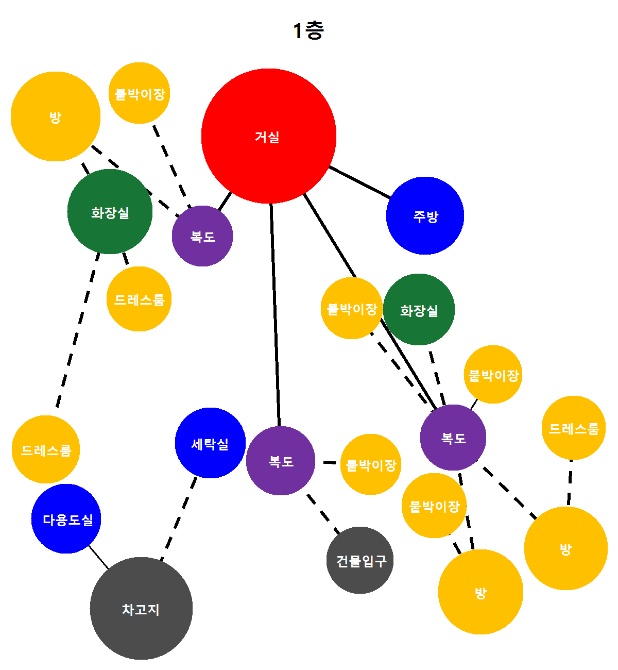 1층
방
붙박이장
거실
화장실
복도
주방
드레스룸
붙박이장
화장실
붙박이장
드레스룸
세탁실
복도
붙박이장
복도
드레스룸
다용도실
붙박이장
건물입구
방
방
차고지